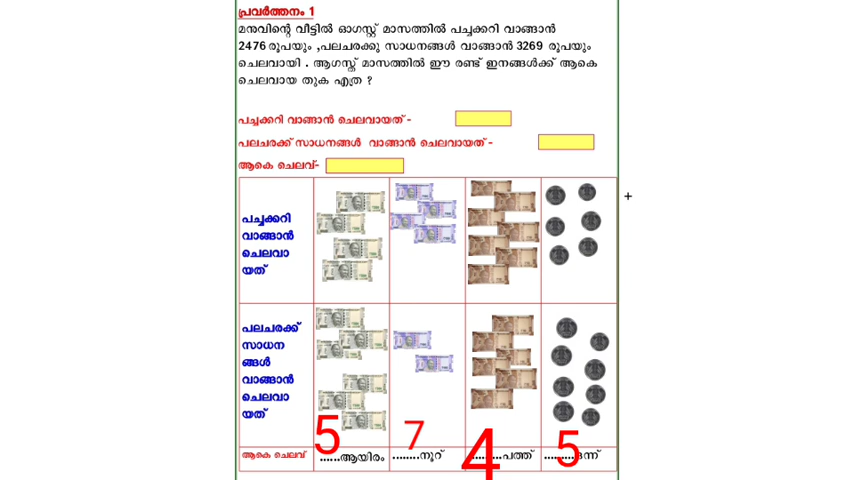 പ്രവർത്തനം 1
മനുവിന്റെ വീട്ടിൽ ഓഗസ്റ്റ് മാസത്തിൽ പച്ചക്കറി വാങ്ങാൻ
2476 രൂപയും ,പലചരക്കു സാധനങ്ങൾ വാങ്ങാൻ 3269 രൂപയും
ചെലവായി . ആഗസ്ത് മാസത്തിൽ ഈ രണ്ട് ഇനങ്ങൾക്ക് ആകെ
ചെലവായ തുക എത്ര ?
പച്ചക്കറി വാങ്ങാൻ ചെലവായത് -
പലചരക്ക് സാധനങ്ങൾ വാങ്ങാൻ ചെലവായത് -
ആകെ ചെലവ്-
പച്ചക്കറി
വാങ്ങാൻ
ചെലവാ
യത്
പലചരക്ക്
സാധന
ങ്ങൾ
വാങ്ങാൻ
ചെലവാ
യത്
5 7 4 5
ആകെ ചെലവ് ......ആയിരം ........നൂറ് .........പത്ത് .........ഒന്ന്